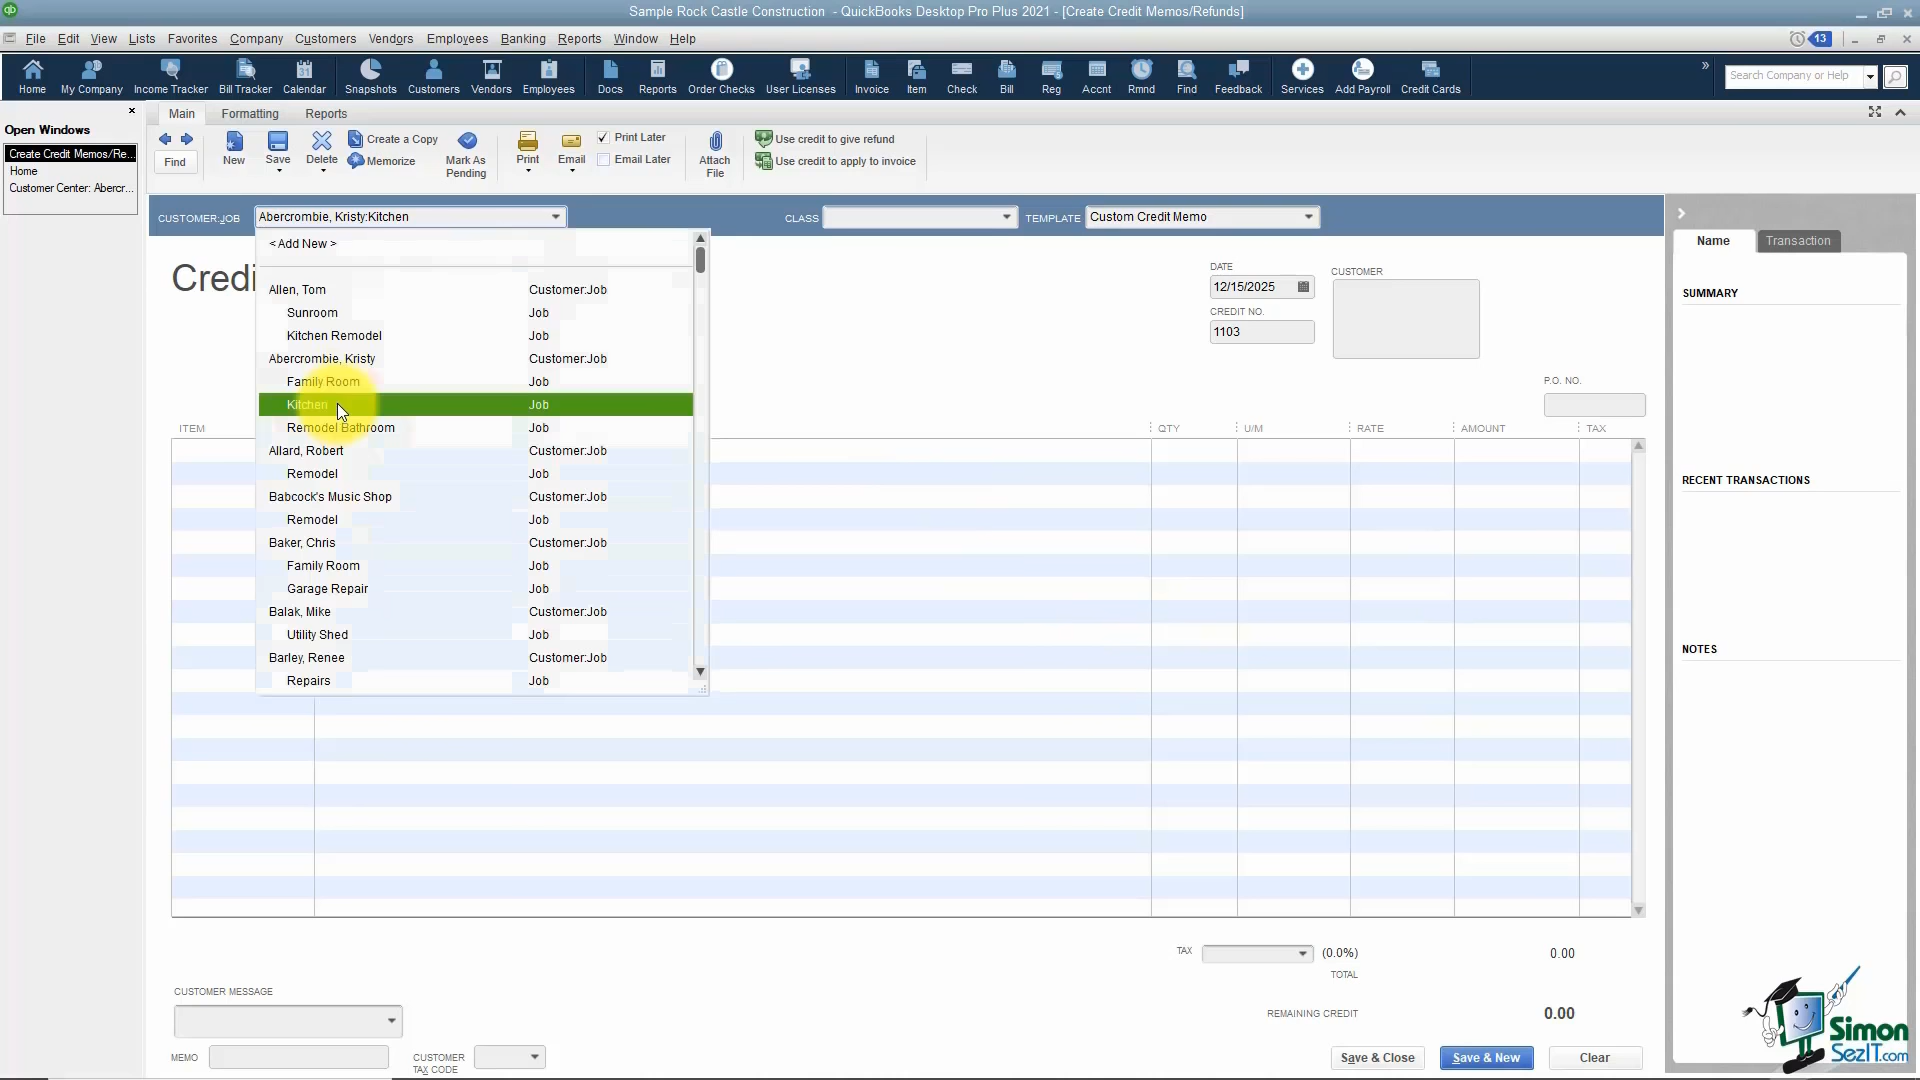 Sample Rock Castle Construction - QuickBooks Desktop Pro Plus 2021 - [Create Credit Memos/Refunds]
File Edit View Lists Favorites Company Customers Vendors Employees Banking Reports Window Help
13
Home My Company Income Tracker Bill Tracker Calendar Snapshots Customers Vendors Employees Docs Reports Order Checks User Licenses Invoice Item Check Bill Reg Accnt Rmnd Find Feedback Services Add Payroll Credit Cards
» Search Company or Help
Main Formatting Reports
Open Windows
Create Credit Memos/Re...
Home
Customer Center: Abercr...
Find
New
Save
Delete
Create a Copy
Memorize
Mark As
Pending
Print
Email
Print Later
Email Later
Attach
File
Use credit to give refund
Use credit to apply to invoice
CUSTOMER:JOB Abercrombie, Kristy:Kitchen CLASS TEMPLATE Custom Credit Memo
< Add New >
Credi
Allen, Tom Customer:Job
Sunroom Job
Kitchen Remodel Job
Abercrombie, Kristy Customer:Job
Family Room Job
Kitchen Job
Remodel Bathroom Job
Allard, Robert Customer:Job
Remodel Job
Babcock's Music Shop Customer:Job
Remodel Job
Baker, Chris Customer:Job
Family Room Job
Garage Repair Job
Balak, Mike Customer:Job
Utility Shed Job
Barley, Renee Customer:Job
Repairs Job
DATE
12/15/2025
CREDIT NO.
1103
CUSTOMER
P.O. NO.
ITEM QTY U/M RATE AMOUNT TAX
TAX (0.0%) 0.00
TOTAL
REMAINING CREDIT 0.00
CUSTOMER MESSAGE
MEMO
CUSTOMER
TAX CODE
Save & Close Save & New Clear
Name Transaction
SUMMARY
RECENT TRANSACTIONS
NOTES
Simon
SezIT.com